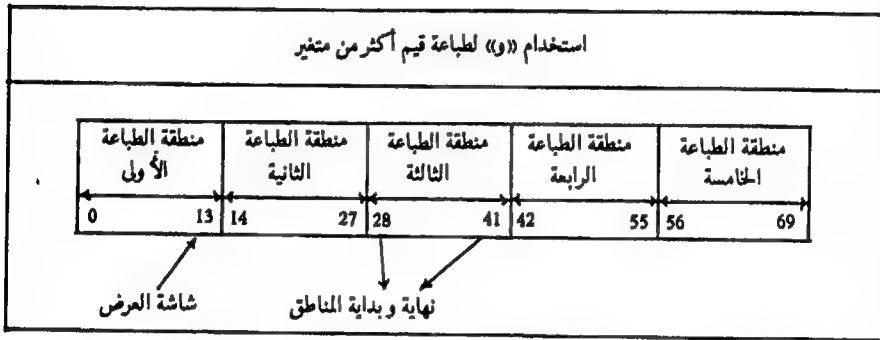 استخدام «و» لطباعة قيم أكثر من متغير
منطقة الطباعة الأولى
منطقة الطباعة الثانية
منطقة الطباعة الثالثة
منطقة الطباعة الرابعة
منطقة الطباعة الخامسة
0 13 14 27 28 41 42 55 56 69
شاشة العرض
نهاية وبداية المناطق